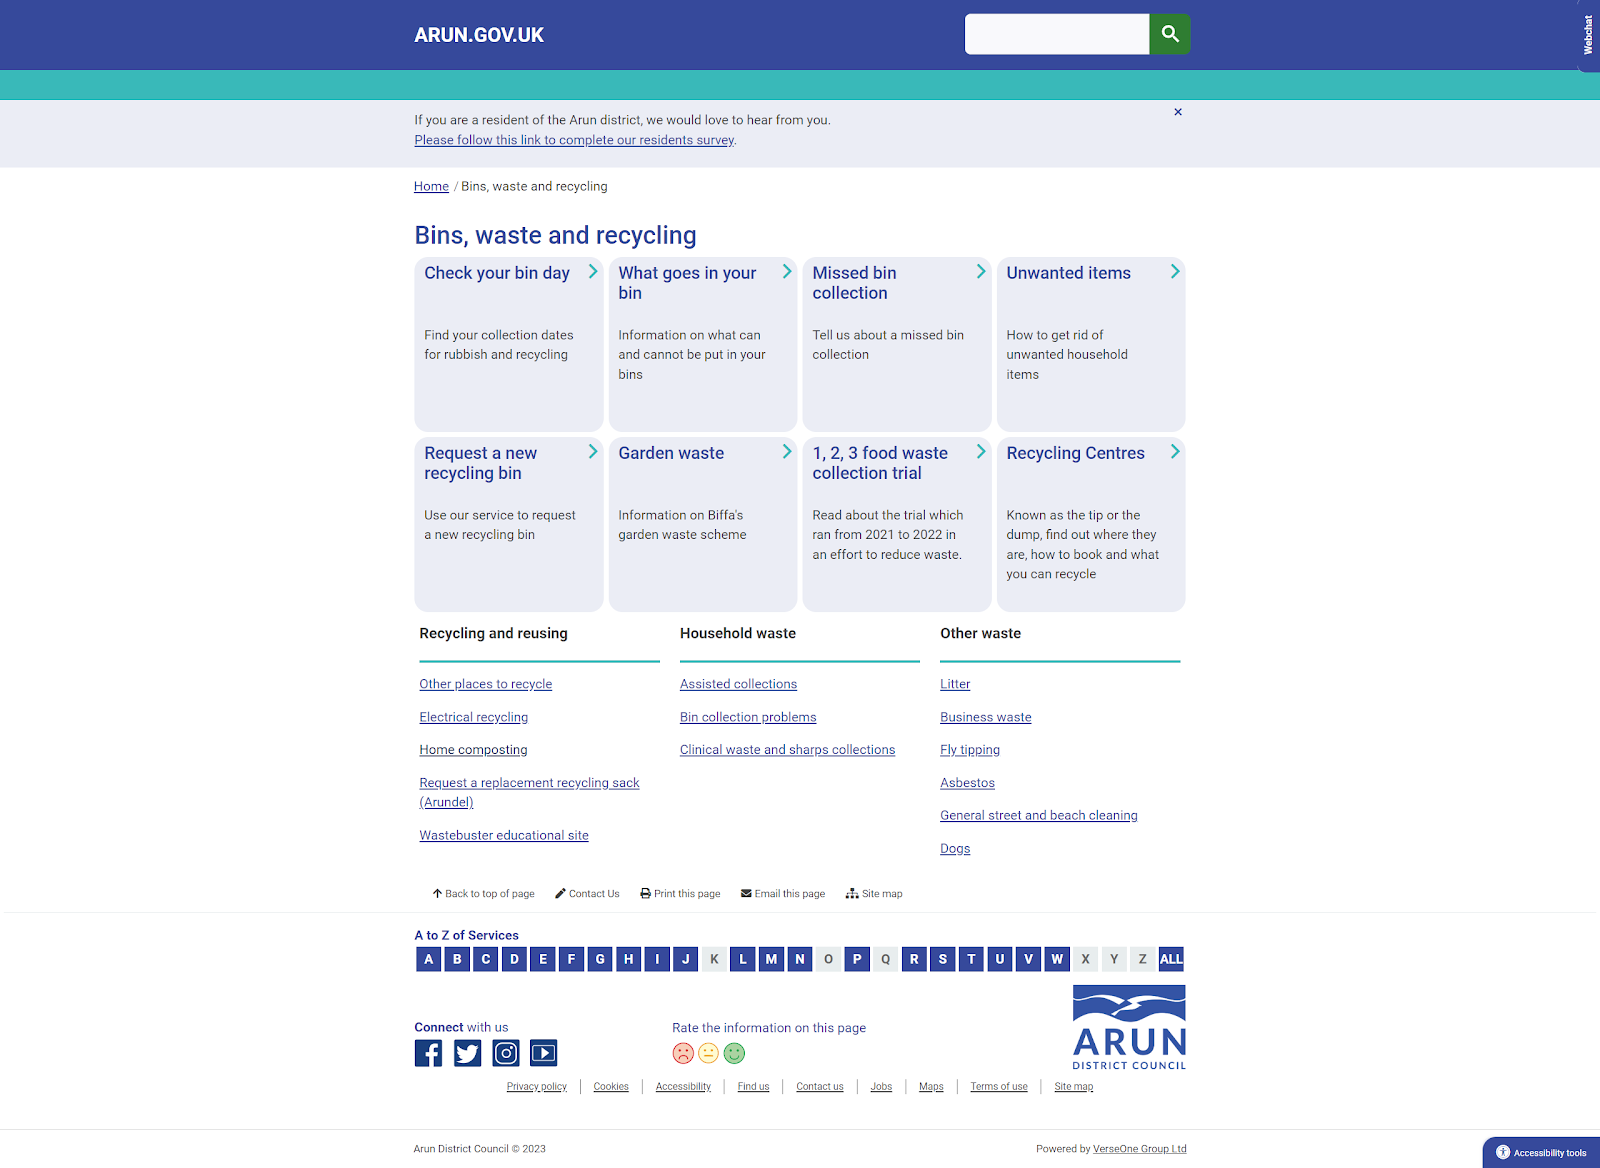 ARUN.GOV.UK
Webchat
If you are a resident of the Arun district, we would love to hear from you.
Please follow this link to complete our residents survey.
Home / Bins, waste and recycling
Bins, waste and recycling
Check your bin day
Find your collection dates
for rubbish and recycling
What goes in your
bin
Information on what can
and cannot be put in your
bins
Missed bin
collection
Tell us about a missed bin
collection
Unwanted items
How to get rid of
unwanted household
items
Request a new
recycling bin
Use our service to request
a new recycling bin
Garden waste
Information on Biffa's
garden waste scheme
1, 2, 3 food waste
collection trial
Read about the trial which
ran from 2021 to 2022 in
an effort to reduce waste.
Recycling Centres
Known as the tip or the
dump, find out where they
are, how to book and what
you can recycle
Recycling and reusing
Other places to recycle
Electrical recycling
Home composting
Request a replacement recycling sack
(Arundel)
Wastebuster educational site
Household waste
Assisted collections
Bin collection problems
Clinical waste and sharps collections
Other waste
Litter
Business waste
Fly tipping
Asbestos
General street and beach cleaning
Dogs
Back to top of page Contact Us Print this page Email this page Site map
A to Z of Services
A B C D E F G H I J K L M N O P Q R S T U V W X Y Z ALL
Connect with us
Rate the information on this page
ARUN
DISTRICT COUNCIL
Privacy policy Cookies Accessibility Find us Contact us Jobs Maps Terms of use Site map
Arun District Council © 2023
Powered by VerseOne Group Ltd
Accessibility tools